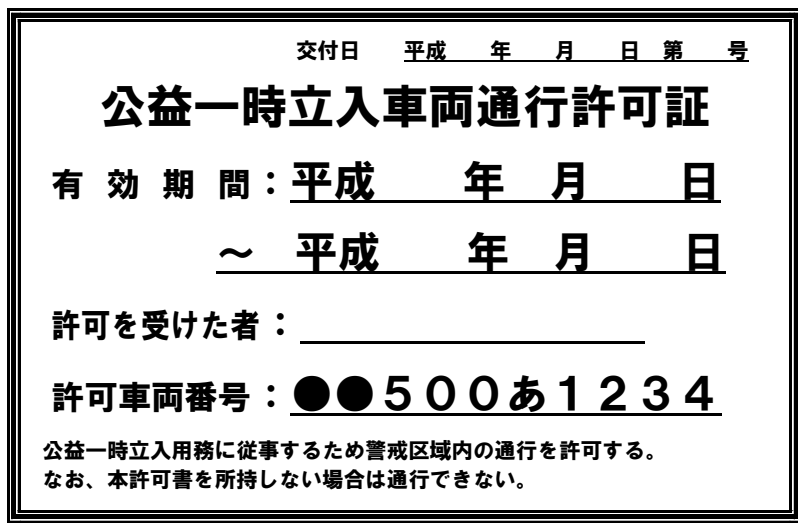 交付日　　平成　　年　　月　　日　第　　号
公益一時立入車両通行許可証
有効期間：平成　　年　月　　日
～　平成　　年　月　　日
許可を受けた者：
許可車両番号：●●５００あ１２３４
公益一時立入用務に従事するため警戒区域内の通行を許可する。
なお、本許可書を所持しない場合は通行できない。